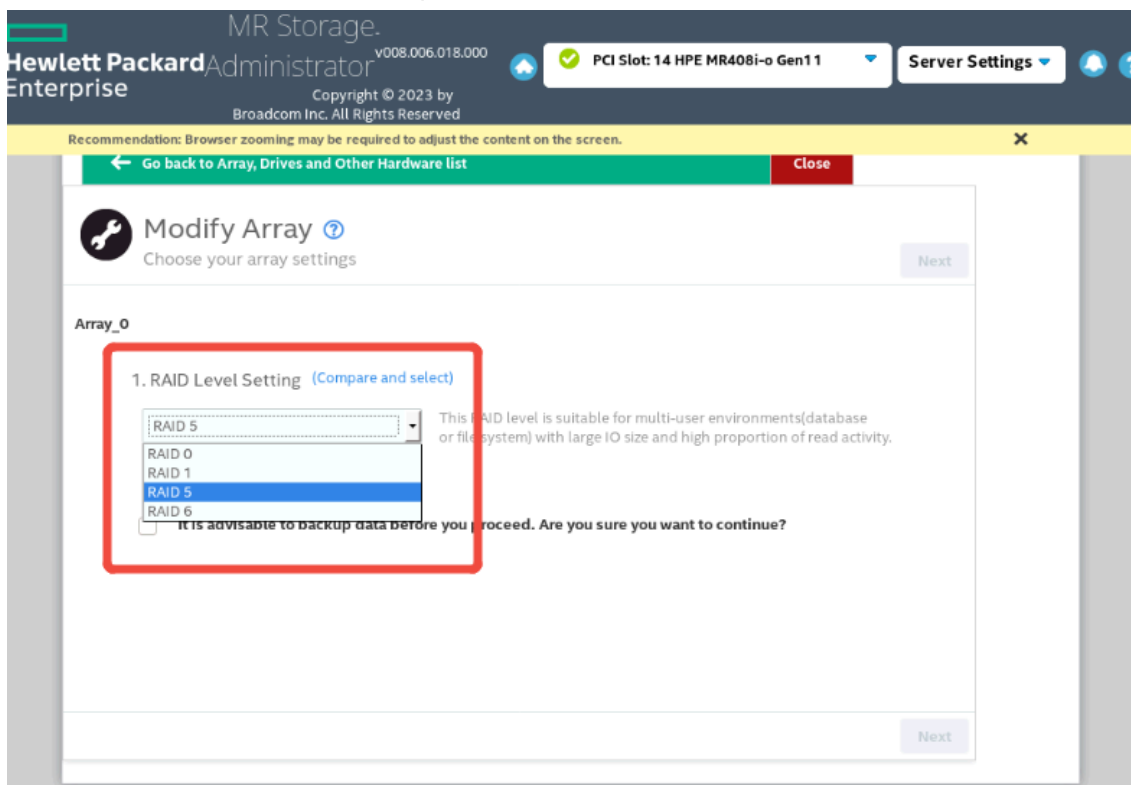 MR Storage
Hewlett Packard Administrator v008.006.018.000
Enterprise
Copyright © 2023 by
Broadcom Inc. All Rights Reserved
PCI Slot: 14 HPE MR408i-o Gen11
Server Settings
?
Recommendation: Browser zooming may be required to adjust the content on the screen.
Go back to Array, Drives and Other Hardware list
Close
Modify Array ?
Choose your array settings
Next
Array_0
1. RAID Level Setting (Compare and select)
RAID 5
This RAID level is suitable for multi-user environments(database
or file system) with large IO size and high proportion of read activity.
RAID 0
RAID 1
RAID 5
RAID 6
It is advisable to backup data before you proceed. Are you sure you want to continue?
Next